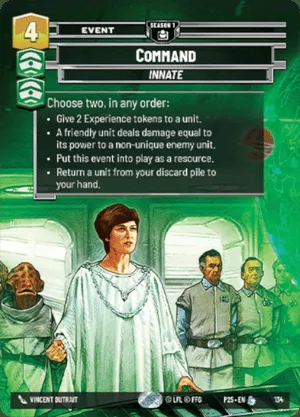 4
EVENT
SEASON 1
COMMAND
INNATE
Choose two, in any order:
• Give 2 Experience tokens to a unit.
• A friendly unit deals damage equal to
its power to a non-unique enemy unit.
• Put this event into play as a resource.
• Return a unit from your discard pile to
your hand.
VINCENT DUTRAIT
© LFL © FFG
P25 • EN
134